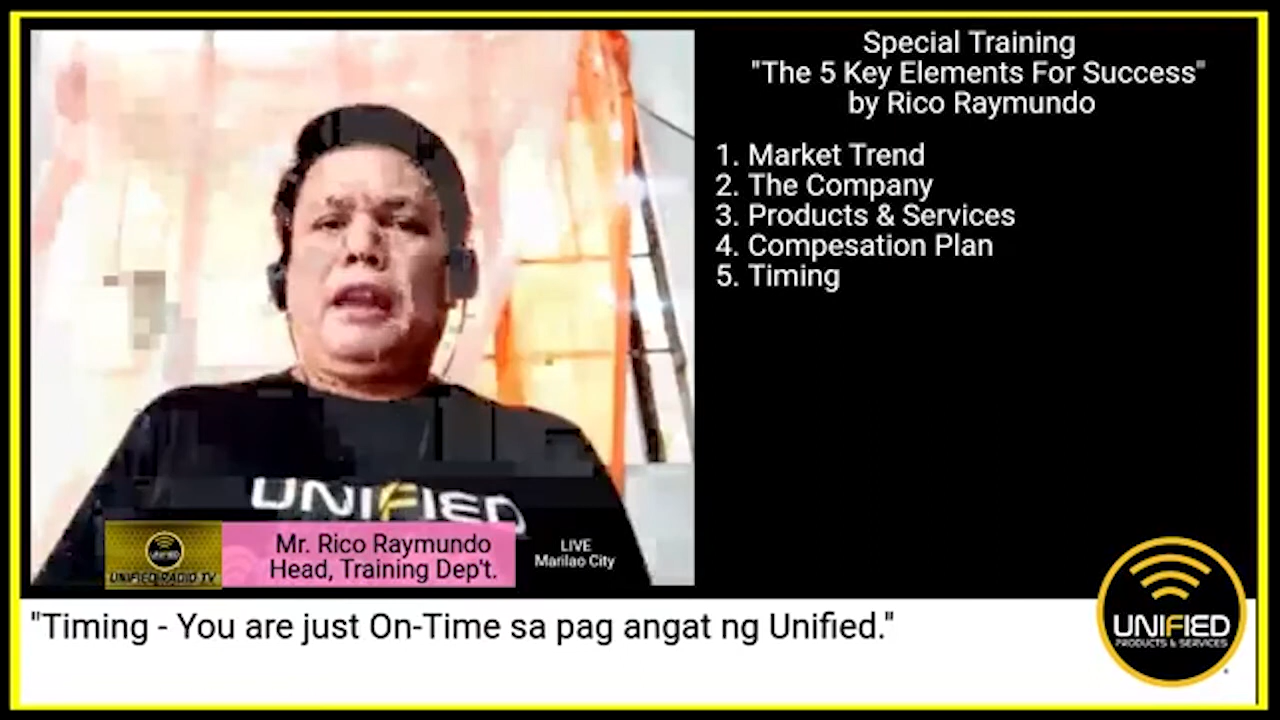 Special Training
"The 5 Key Elements For Success"
by Rico Raymundo
1. Market Trend
2. The Company
3. Products & Services
4. Compesation Plan
5. Timing
UNIFIED
UNIFIED
UNIFIED RADIO TV
Mr. Rico Raymundo
Head, Training Dep't.
LIVE
Marilao City
"Timing - You are just On-Time sa pag angat ng Unified."
UNIFIED
PRODUCTS & SERVICES